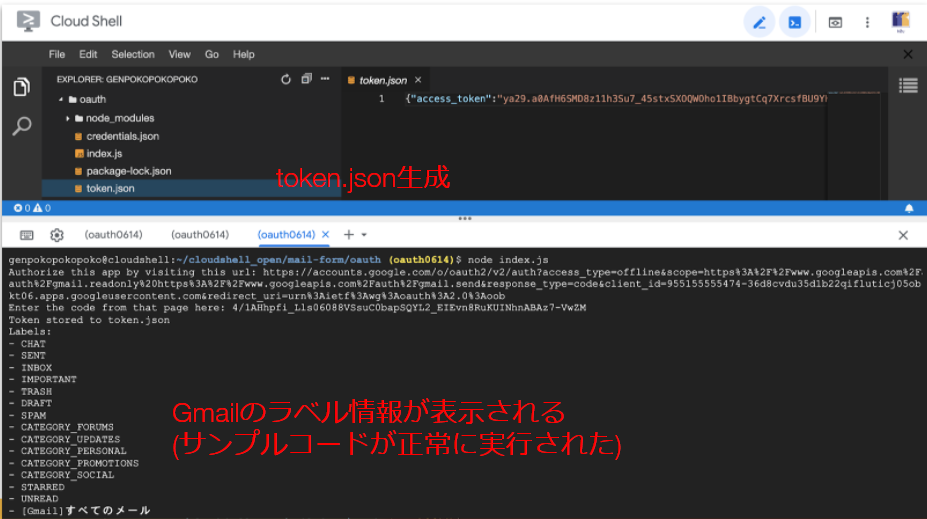 Cloud Shell
File Edit Selection View Go Help
EXPLORER: GENPOKOPOKOPOKO
token.json
oauth
1 {"access_token":"ya29.a0AfH6SMD8z11h3Su7_45stxSXOQWOho1IBbygtCq7XrcsfBU9Y
node_modules
credentials.json
index.js
package-lock.json
token.json
token.json生成
0 0
(oauth0614) (oauth0614) (oauth0614)
genpokopokopoko@cloudshell:~/cloudshell_open/mail-form/oauth (oauth0614)$ node index.js
Authorize this app by visiting this url: https://accounts.google.com/o/oauth2/v2/auth?access_type=offline&scope=https%3A%2F%2Fwww.googleapis.com%2F
auth%2Fgmail.readonly%20https%3A%2F%2Fwww.googleapis.com%2Fauth%2Fgmail.send&response_type=code&client_id=955155555474-36d8cvdu35d1b22qifluticj05obkt06.apps.googleusercontent.com&redirect_uri=urn%3Aietf%3Awg%3Aoauth%3A2.0%3Aoob
Enter the code from that page here: 4/1AHhpfi_Lls06088VSsuCObapSQYL2_EIEvn8RuKUINhnABAz7-VwZM
Token stored to token.json
Labels:
- CHAT
- SENT
- INBOX
- IMPORTANT
- TRASH
- DRAFT
- SPAM
- CATEGORY_FORUMS
- CATEGORY_UPDATES
- CATEGORY_PERSONAL
- CATEGORY_PROMOTIONS
- CATEGORY_SOCIAL
- STARRED
- UNREAD
- [Gmail]すべてのメール
Gmailのラベル情報が表示される
(サンプルコードが正常に実行された)